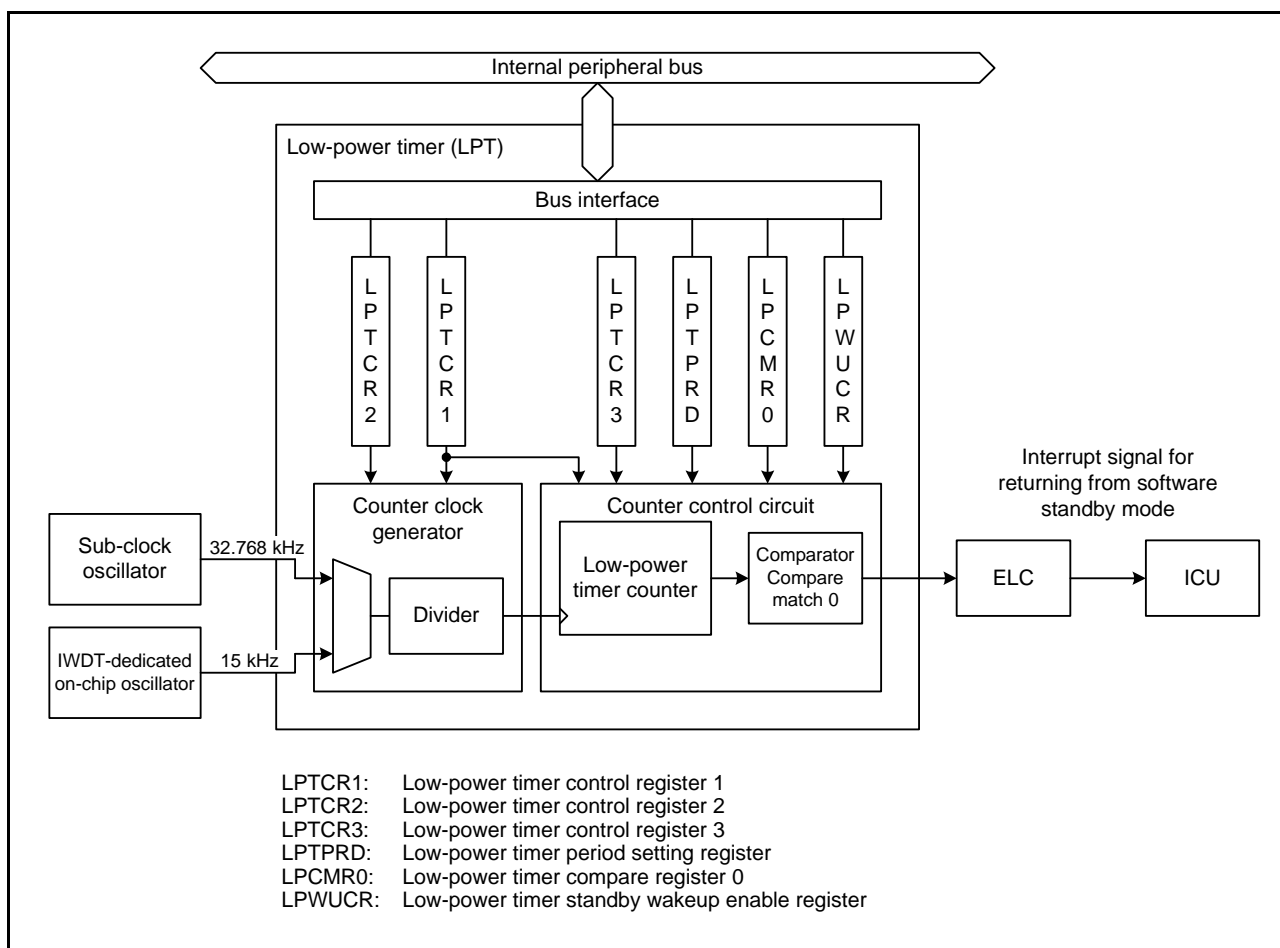 Internal peripheral bus
Low-power timer (LPT)
Bus interface
LPTCR2
LPTCR1
LPTCR3
LPTPRD
LPCMR0
LPWUCR
Interrupt signal for
returning from software
standby mode
Counter clock
generator
Counter control circuit
Sub-clock
oscillator
32.768 kHz
Divider
Low-power
timer counter
Comparator
Compare
match 0
ELC
ICU
IWDT-dedicated
on-chip oscillator
15 kHz
LPTCR1: Low-power timer control register 1
LPTCR2: Low-power timer control register 2
LPTCR3: Low-power timer control register 3
LPTPRD: Low-power timer period setting register
LPCMR0: Low-power timer compare register 0
LPWUCR: Low-power timer standby wakeup enable register